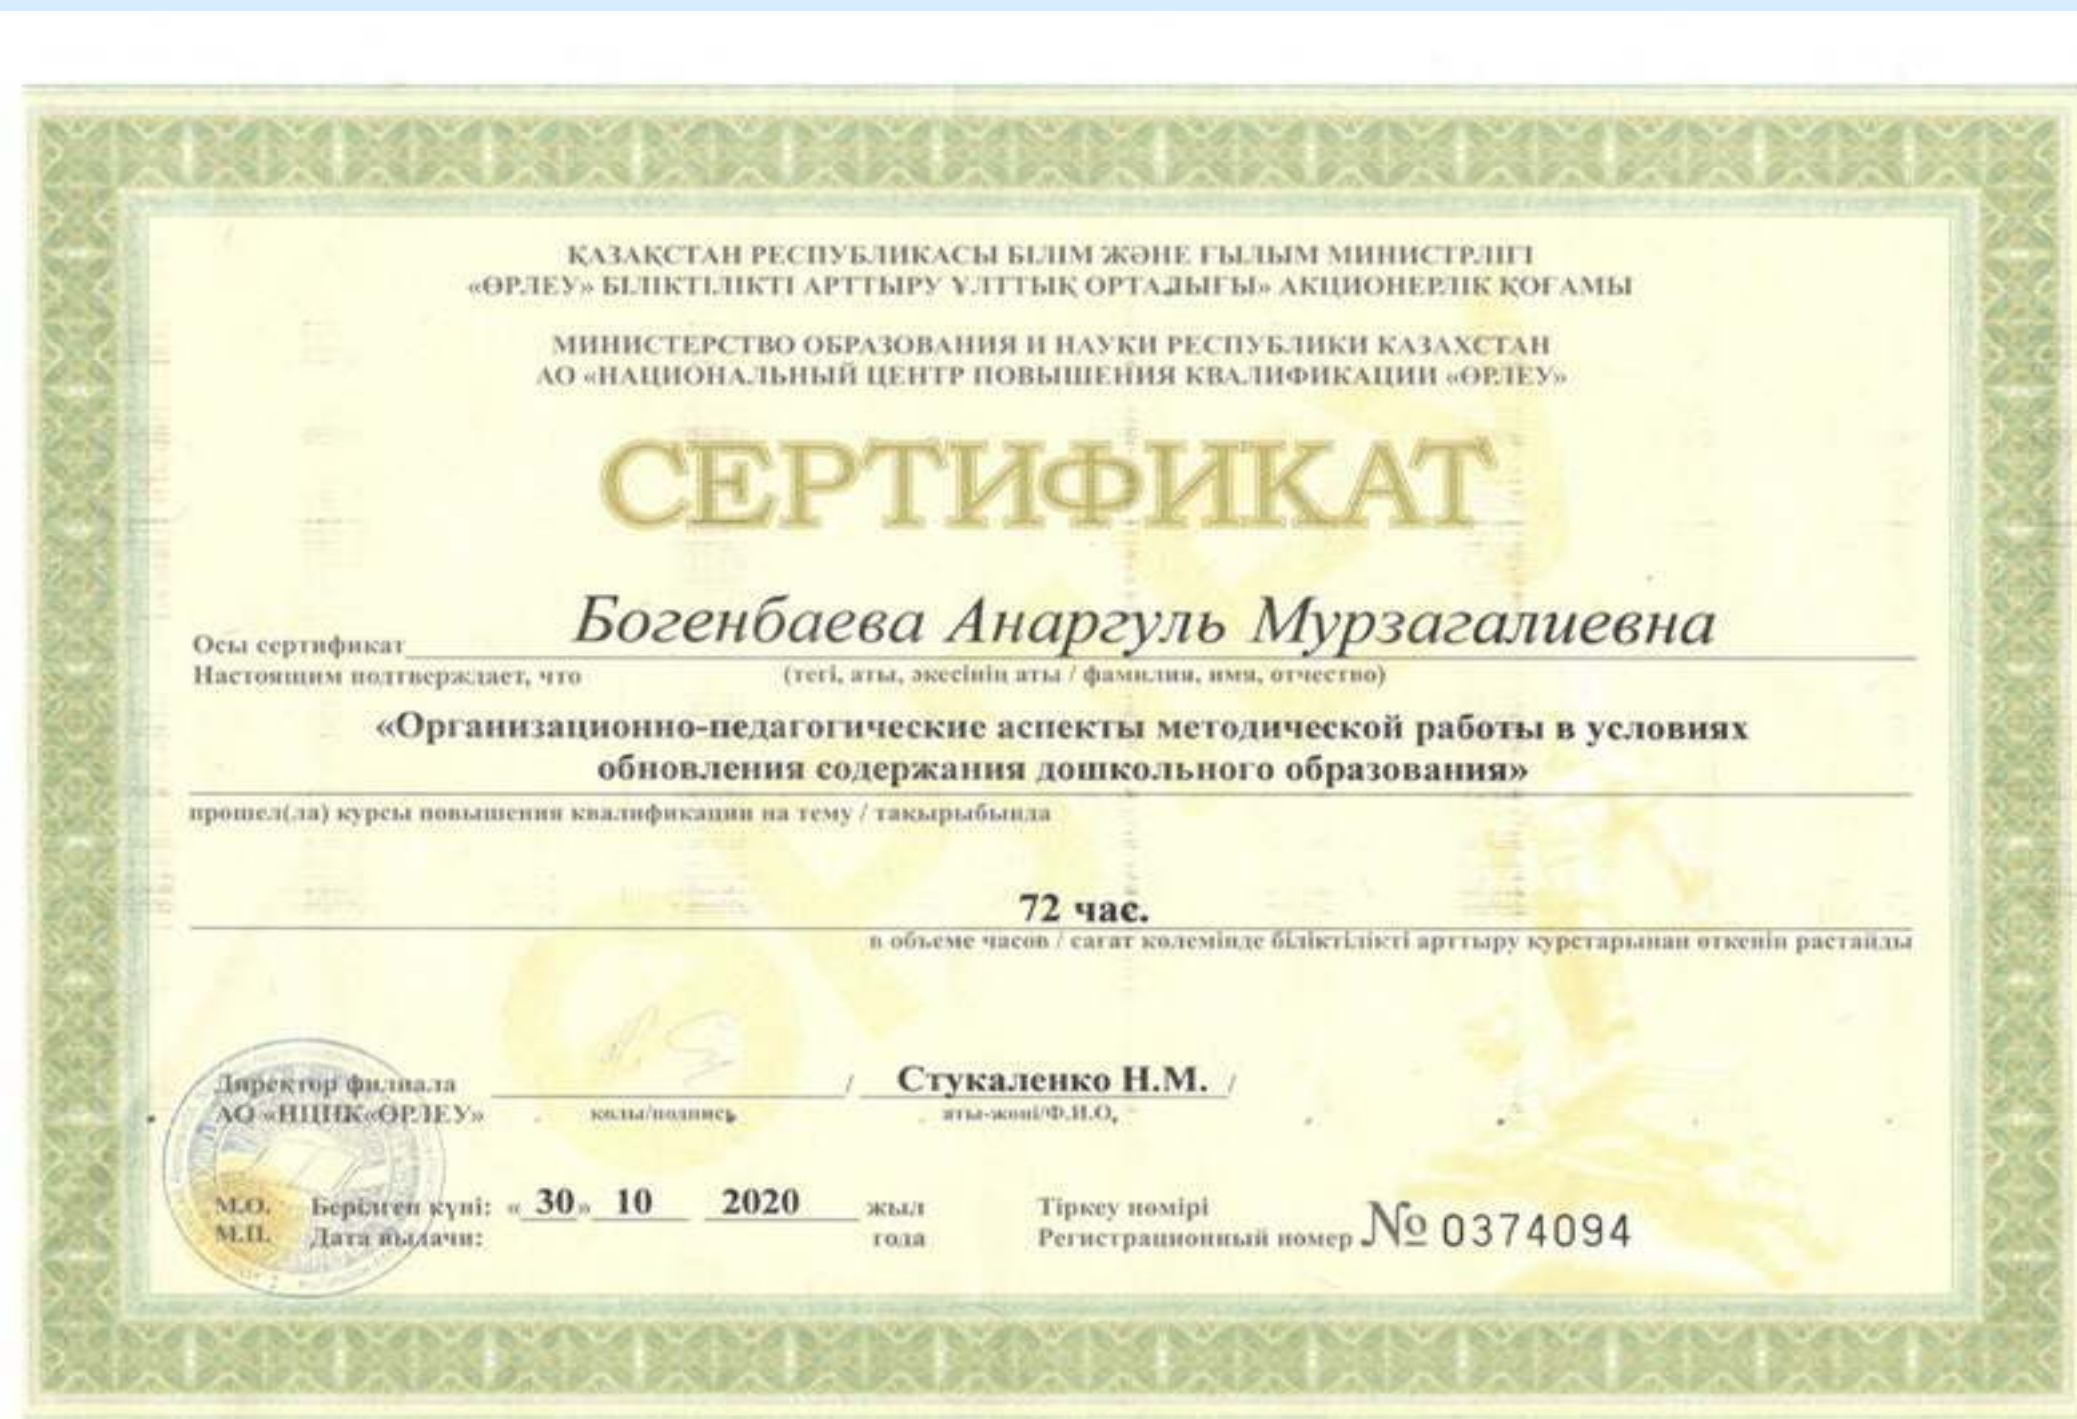 ҚАЗАҚСТАН РЕСПУБЛИКАСЫ БІЛІМ ЖӘНЕ ҒЫЛЫМ МИНИСТРЛІГІ
«ӨРЛЕУ» БІЛІКТІЛІКТІ АРТТЫРУ ҰЛТТЫҚ ОРТАЛЫҒЫ» АКЦИОНЕРЛІК ҚОҒАМЫ
МИНИСТЕРСТВО ОБРАЗОВАНИЯ И НАУКИ РЕСПУБЛИКИ КАЗАХСТАН
АО «НАЦИОНАЛЬНЫЙ ЦЕНТР ПОВЫШЕНИЯ КВАЛИФИКАЦИИ «ӨРЛЕУ»
СЕРТИФИКАТ
Осы сертификат Богенбаева Анаргуль Мурзагалиевна
Настоящим подтверждает, что (тегі, аты, әкесінің аты / фамилия, имя, отчество)
«Организационно-педагогические аспекты методической работы в условиях
обновления содержания дошкольного образования»
прошел(ла) курсы повышения квалификации на тему / тақырыбында
72 час.
в объеме часов / сағат көлемінде біліктілікті арттыру курстарынан өткенін растайды
Директор филиала / Стукаленко Н.М. /
АО «НЦПК«ӨРЛЕУ» қолы/подпись аты-жөні/Ф.И.О.
М.О. Берілген күні: «30» 10 2020 жыл Тіркеу нөмірі
М.П. Дата выдачи: года Регистрационный номер № 0374094